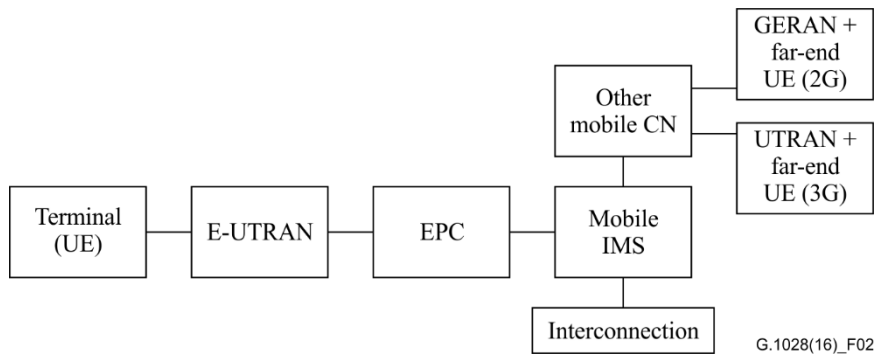 GERAN +
far-end
UE (2G)
Other
mobile CN
UTRAN +
far-end
UE (3G)
Terminal
(UE)
E-UTRAN
EPC
Mobile
IMS
Interconnection
G.1028(16)_F02